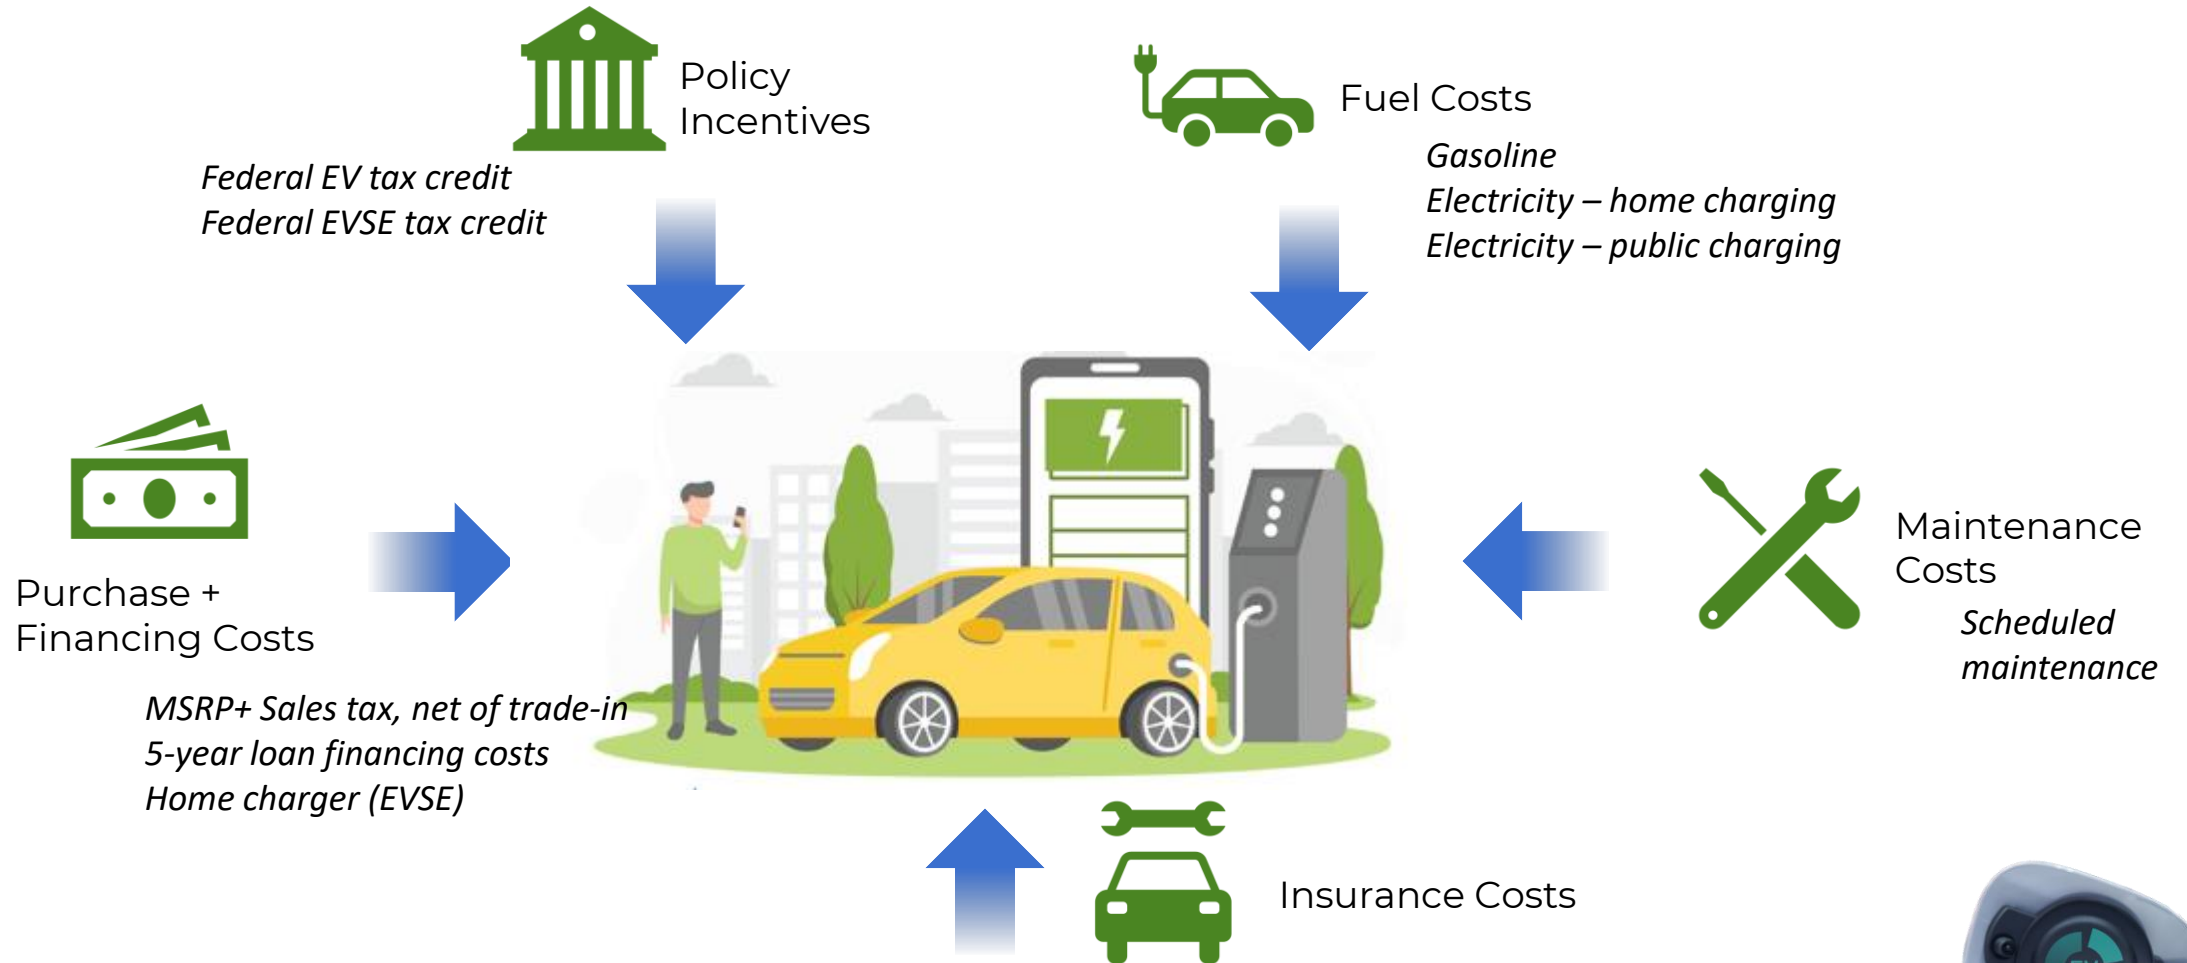 Policy
Incentives
Federal EV tax credit
Federal EVSE tax credit
Fuel Costs
Gasoline
Electricity – home charging
Electricity – public charging
Purchase +
Financing Costs
MSRP+ Sales tax, net of trade-in
5-year loan financing costs
Home charger (EVSE)
Maintenance
Costs
Scheduled
maintenance
Insurance Costs